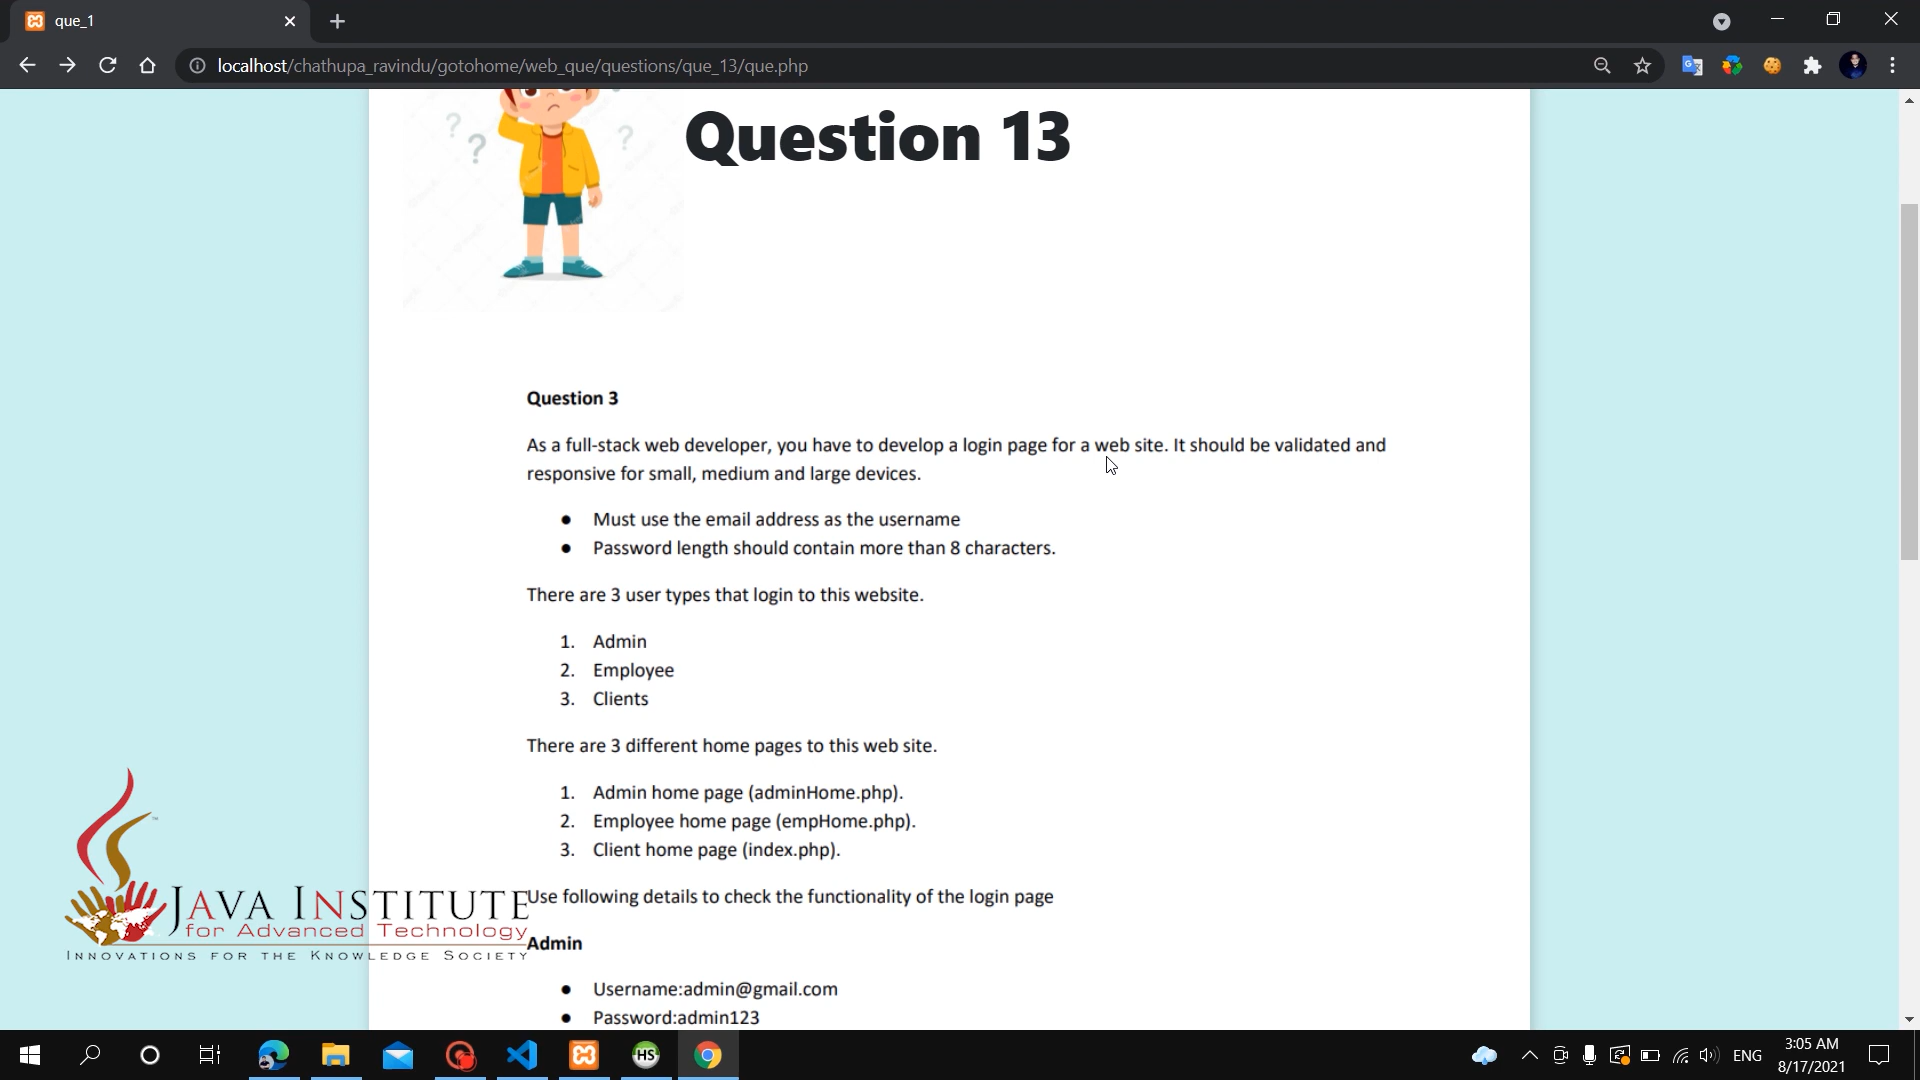 que_1
localhost/chathupa_ravindu/gotohome/web_que/questions/que_13/que.php
Question 13
Question 3
As a full-stack web developer, you have to develop a login page for a web site. It should be validated and
responsive for small, medium and large devices.
● Must use the email address as the username
● Password length should contain more than 8 characters.
There are 3 user types that login to this website.
1. Admin
2. Employee
3. Clients
There are 3 different home pages to this web site.
1. Admin home page (adminHome.php).
2. Employee home page (empHome.php).
3. Client home page (index.php).
Use following details to check the functionality of the login page
Admin
● Username:admin@gmail.com
● Password:admin123
JAVA INSTITUTE
for Advanced Technology
INNOVATIONS FOR THE KNOWLEDGE SOCIETY
HS
ENG
3:05 AM
8/17/2021